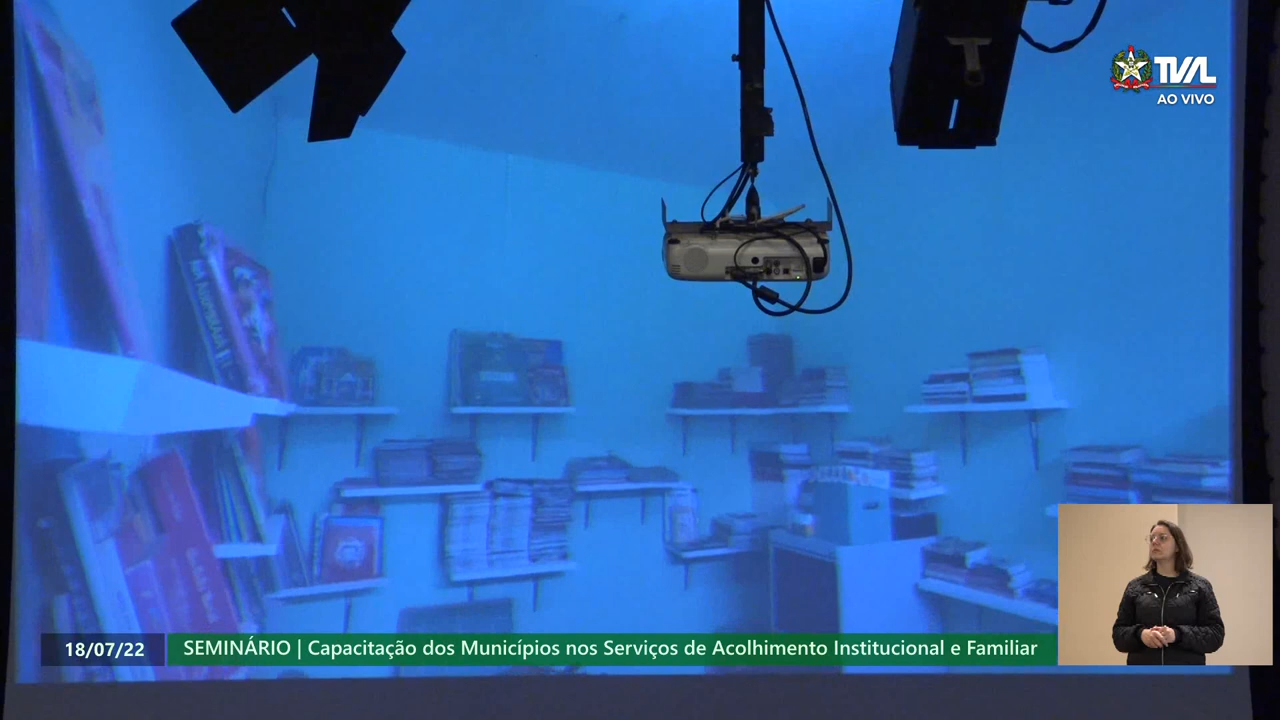 TVAL
AO VIVO
18/07/22
SEMINÁRIO | Capacitação dos Municípios nos Serviços de Acolhimento Institucional e Familiar